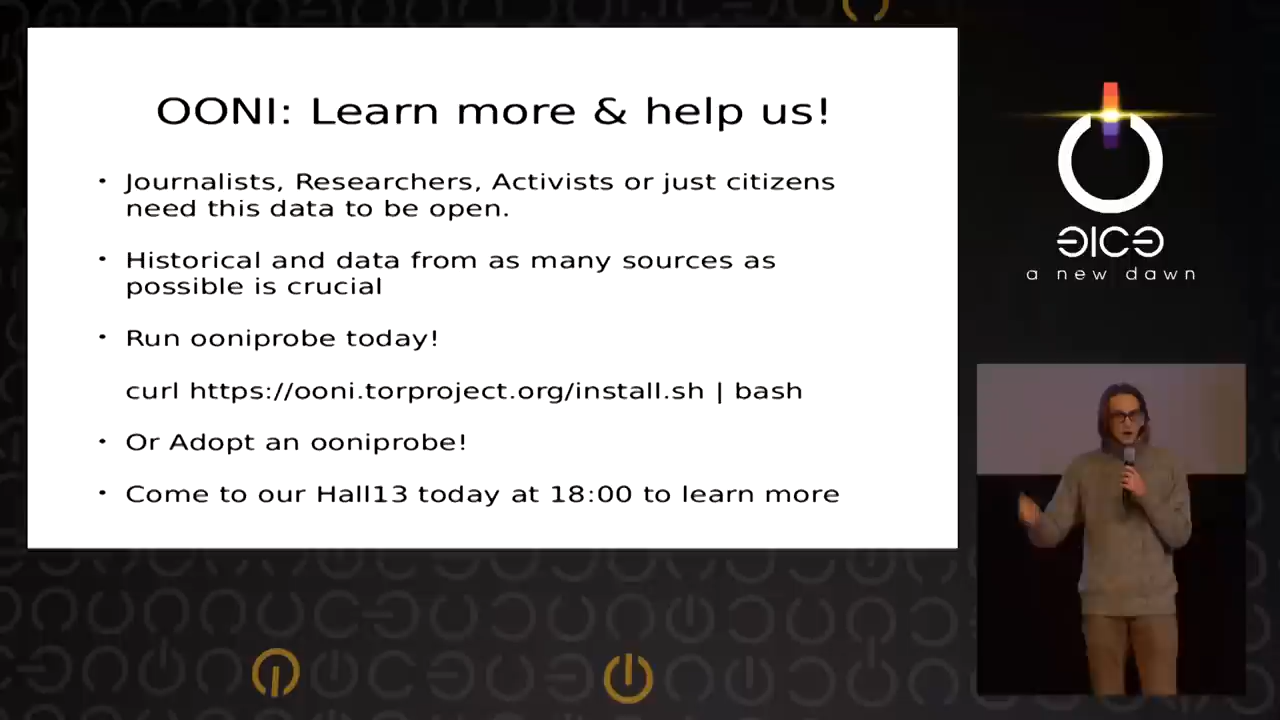 OONI: Learn more & help us!
• Journalists, Researchers, Activists or just citizens
need this data to be open.
• Historical and data from as many sources as
possible is crucial
• Run ooniprobe today!
curl https://ooni.torproject.org/install.sh | bash
• Or Adopt an ooniprobe!
• Come to our Hall13 today at 18:00 to learn more
31C3
a new dawn